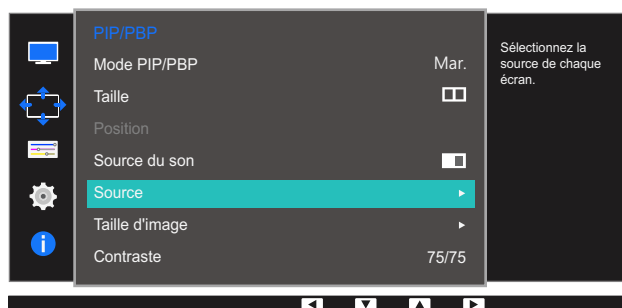 PIP/PBP
Mode PIP/PBP Mar.
Taille
Position
Source du son
Source
Taille d'image
Contraste 75/75
Sélectionnez la
source de chaque
écran.